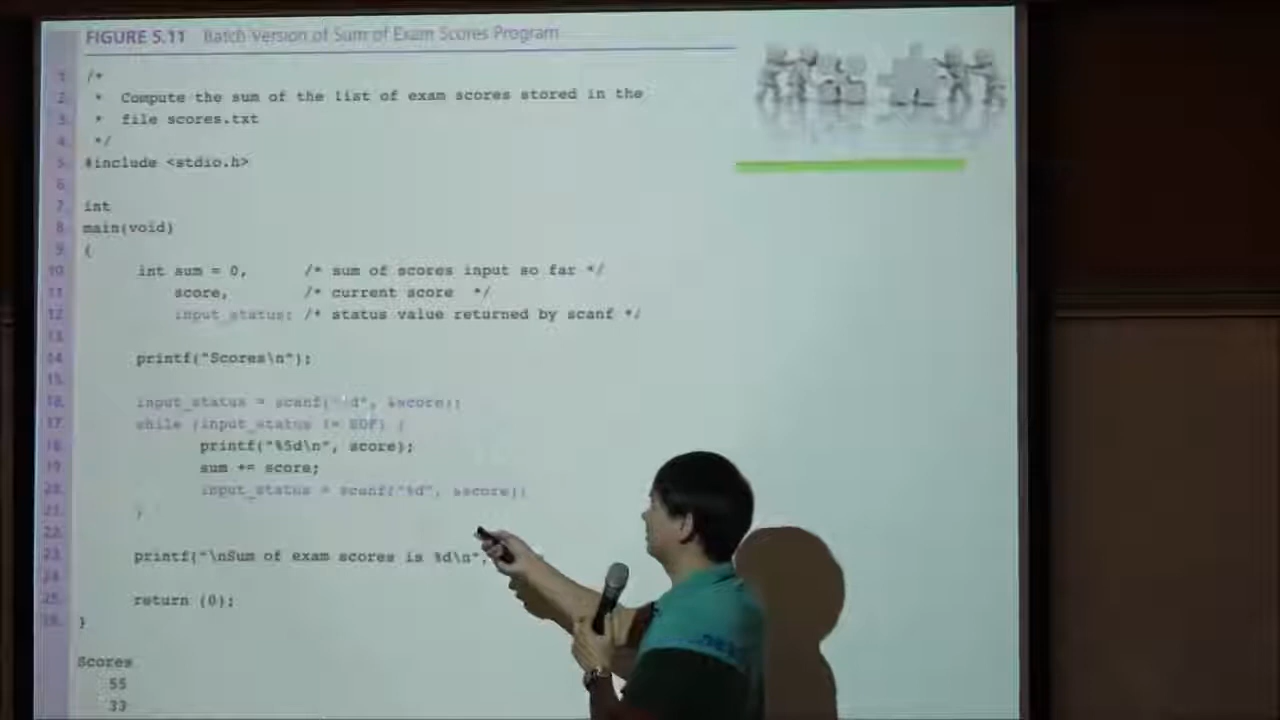 FIGURE 5.11 Batch Version of Sum of Exam Scores Program
1. /*
2. * Compute the sum of the list of exam scores stored in the
3. * file scores.txt
4. */
5. #include <stdio.h>
6.
7. int
8. main(void)
9. {
10. int sum = 0, /* sum of scores input so far */
11. score, /* current score */
12. input_status; /* status value returned by scanf */
13.
14. printf("Scores\n");
15.
16. input_status = scanf("%d", &score);
17. while (input_status != EOF) {
18. printf("%5d\n", score);
19. sum += score;
20. input_status = scanf("%d", &score);
21. }
22.
23. printf("\nSum of exam scores is %d\n",
24.
25. return (0);
26. }
Scores
55
33